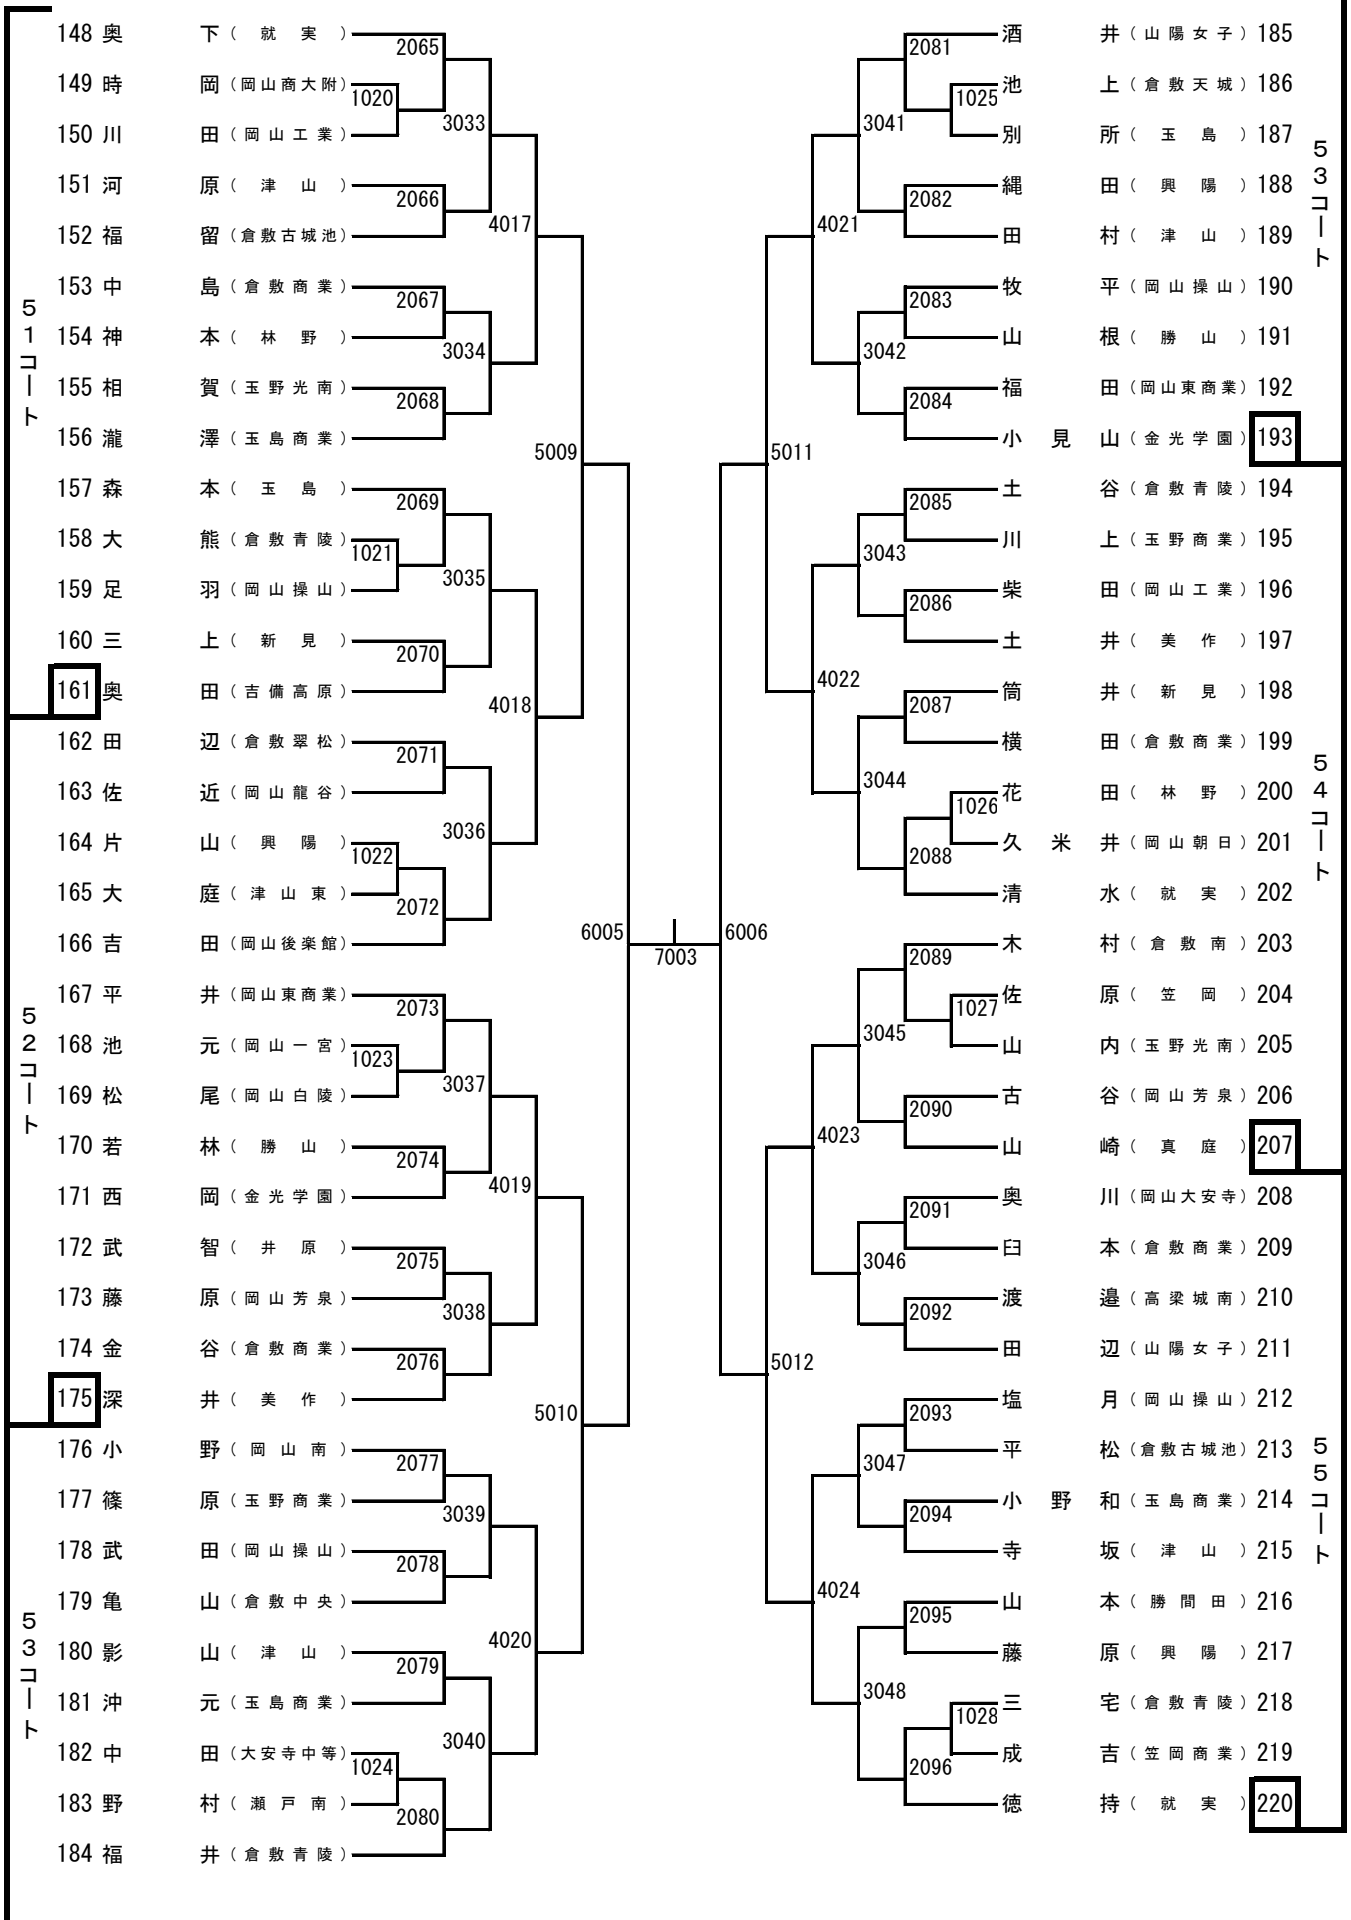 148 奥 下 ( 就 実 )
149 時 岡 (岡山商大附)
150 川 田 (岡山工業)
151 河 原 ( 津 山 )
152 福 留 (倉敷古城池)
153 中 島 (倉敷商業)
154 神 本 ( 林 野 )
155 相 賀 (玉野光南)
156 瀧 澤 (玉島商業)
157 森 本 ( 玉 島 )
158 大 熊 (倉敷青陵)
159 足 羽 (岡山操山)
160 三 上 ( 新 見 )
161 奥 田 (吉備高原)
162 田 辺 (倉敷翠松)
163 佐 近 (岡山龍谷)
164 片 山 ( 興 陽 )
165 大 庭 ( 津 山 東 )
166 吉 田 (岡山後楽館)
167 平 井 (岡山東商業)
168 池 元 (岡山一宮)
169 松 尾 (岡山白陵)
170 若 林 ( 勝 山 )
171 西 岡 (金光学園)
172 武 智 ( 井 原 )
173 藤 原 (岡山芳泉)
174 金 谷 (倉敷商業)
175 深 井 ( 美 作 )
176 小 野 ( 岡 山 南 )
177 篠 原 (玉野商業)
178 武 田 (岡山操山)
179 亀 山 (倉敷中央)
180 影 山 ( 津 山 )
181 沖 元 (玉島商業)
182 中 田 (大安寺中等)
183 野 村 ( 瀬 戸 南 )
184 福 井 (倉敷青陵)
51コート
52コート
53コート
1020
1021
1022
1023
1024
2065
2066
2067
2068
2069
2070
2071
2072
2073
2074
2075
2076
2077
2078
2079
2080
3033
3034
3035
3036
3037
3038
3039
3040
4017
4018
4019
4020
5009
5010
6005
7003
6006
5011
5012
4021
4022
4023
4024
3041
3042
3043
3044
3045
3046
3047
3048
2081
2082
2083
2084
2085
2086
2087
2088
2089
2090
2091
2092
2093
2094
2095
2096
1025
1026
1027
1028
酒 井 (山陽女子) 185
池 上 (倉敷天城) 186
別 所 ( 玉 島 ) 187
縄 田 ( 興 陽 ) 188
田 村 ( 津 山 ) 189
牧 平 (岡山操山) 190
山 根 ( 勝 山 ) 191
福 田 (岡山東商業) 192
小 見 山 (金光学園) 193
土 谷 (倉敷青陵) 194
川 上 (玉野商業) 195
柴 田 (岡山工業) 196
土 井 ( 美 作 ) 197
筒 井 ( 新 見 ) 198
横 田 (倉敷商業) 199
花 田 ( 林 野 ) 200
久 米 井 (岡山朝日) 201
清 水 ( 就 実 ) 202
木 村 ( 倉 敷 南 ) 203
佐 原 ( 笠 岡 ) 204
山 内 (玉野光南) 205
古 谷 (岡山芳泉) 206
山 崎 ( 真 庭 ) 207
奥 川 (岡山大安寺) 208
臼 本 (倉敷商業) 209
渡 邉 (高梁城南) 210
田 辺 (山陽女子) 211
塩 月 (岡山操山) 212
平 松 (倉敷古城池) 213
小 野 和 (玉島商業) 214
寺 坂 ( 津 山 ) 215
山 本 ( 勝 間 田 ) 216
藤 原 ( 興 陽 ) 217
三 宅 (倉敷青陵) 218
成 吉 (笠岡商業) 219
徳 持 ( 就 実 ) 220
53コート
54コート
55コート